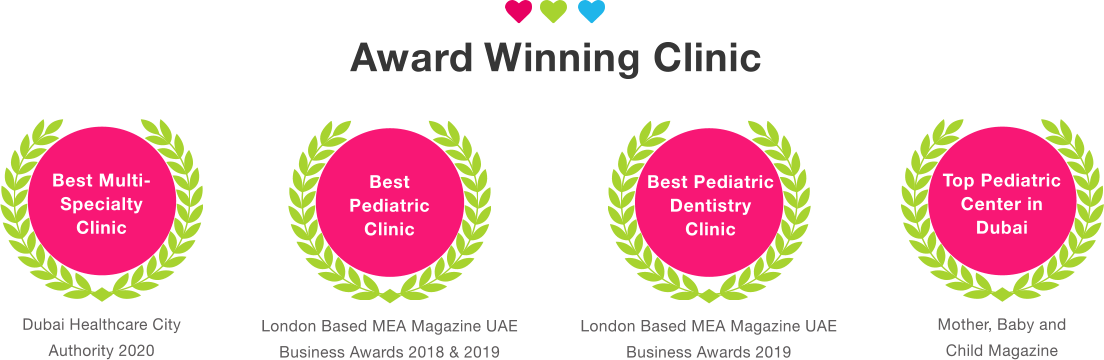 Award Winning Clinic
Best Multi-
Specialty
Clinic
Dubai Healthcare City
Authority 2020
Best
Pediatric
Clinic
London Based MEA Magazine UAE
Business Awards 2018 & 2019
Best Pediatric
Dentistry
Clinic
London Based MEA Magazine UAE
Business Awards 2019
Top Pediatric
Center in
Dubai
Mother, Baby and
Child Magazine